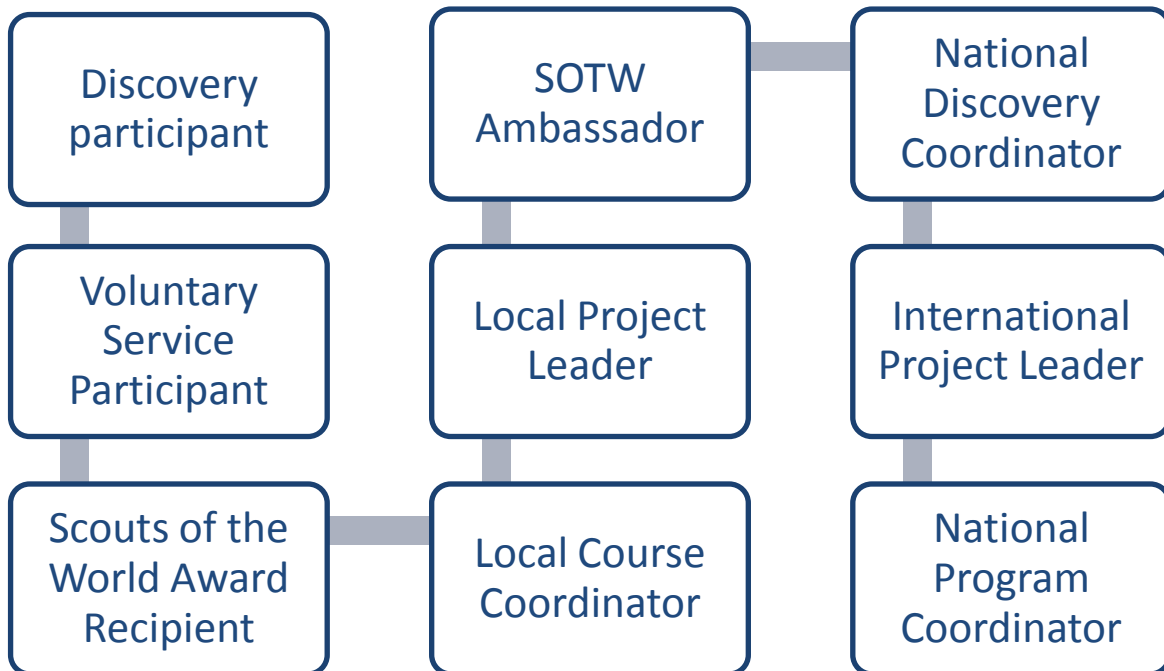 Discovery
participant
Voluntary
Service
Participant
Scouts of the
World Award
Recipient
Local Course
Coordinator
Local Project
Leader
SOTW
Ambassador
National
Discovery
Coordinator
International
Project Leader
National
Program
Coordinator